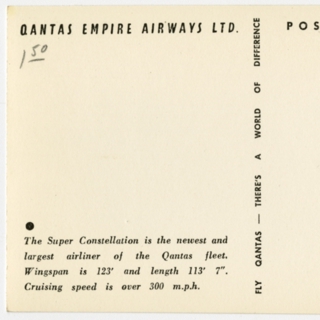 QANTAS EMPIRE AIRWAYS LTD.
1 50
The Super Constellation is the newest and
largest airliner of the Qantas fleet.
Wingspan is 123' and length 113' 7".
Cruising speed is over 300 m.p.h.
FLY QANTAS — THERE'S A WORLD OF DIFFERENCE
POS